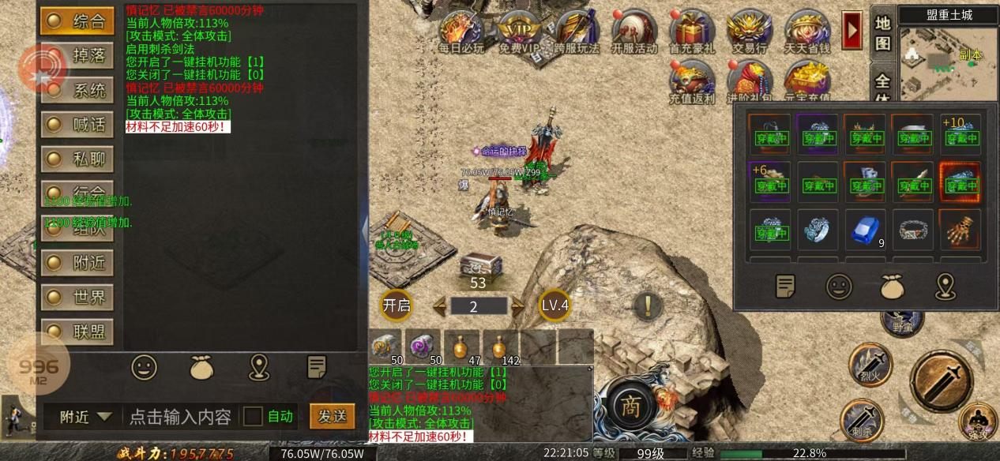 综合
掉落
系统
喊话
私聊
行会
组队
附近
世界
联盟
慎记忆 已被禁言60000分钟
当前人物倍攻:113%
[攻击模式: 全体攻击]
启用刺杀剑法
您开启了一键挂机功能【1】
您关闭了一键挂机功能【0】
慎记忆 已被禁言60000分钟
当前人物倍攻:113%
[攻击模式: 全体攻击]
材料不足加速60秒!
1100 经验值增加.
1100 经验值增加.
996
M2
附近
点击输入内容
自动
发送
每日必玩
免费VIP
跨服玩法
开服活动
首充豪礼
交易行
天天省钱
充值返利
进阶礼包
元宝充值
地图
全体
盟重土城
副本
命运的抉择
76.05W/76.05W/Z99
爆
慎记忆
53
开启
2
LV.4
50
50
47
142
您开启了一键挂机功能【1】
您关闭了一键挂机功能【0】
慎记忆 已被禁言60000分钟
当前人物倍攻:113%
[攻击模式: 全体攻击]
材料不足加速60秒!
穿戴中
穿戴中
穿戴中
穿戴中
+10
穿戴中
+6
穿戴中
穿戴中
穿戴中
穿戴中
穿戴中
穿戴中
9
野蛮
烈火
刺杀
强攻
商
战斗力:1957775
76.05W/76.05W
22:21:05
等级
99级
经验
22.8%